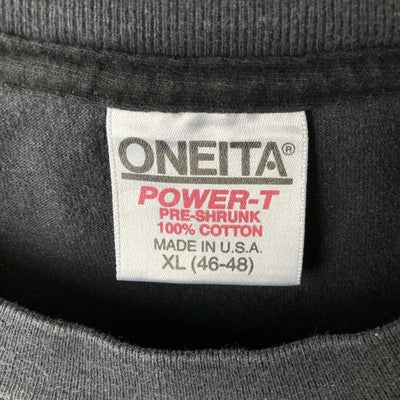 ONEITA®
POWER-T
PRE-SHRUNK
100% COTTON
MADE IN U.S.A.
XL (46-48)